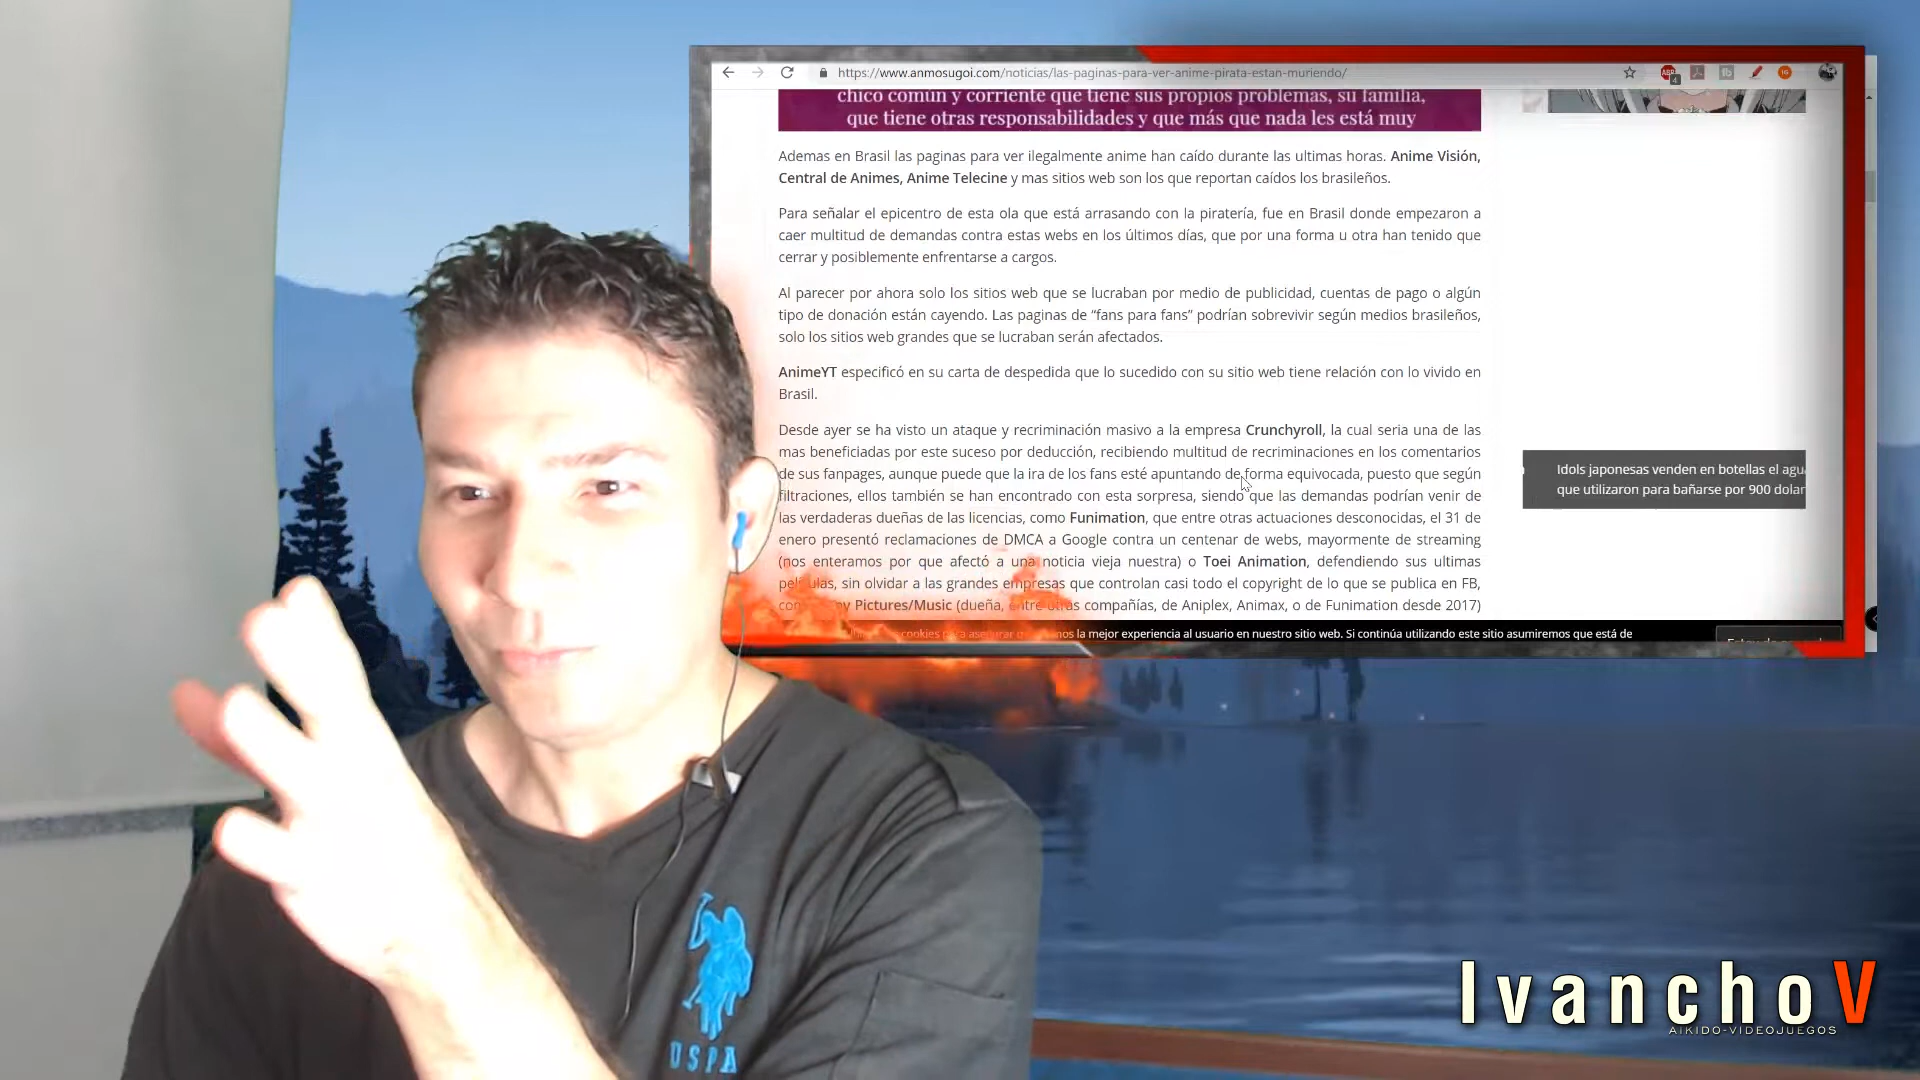 https://www.anmosugoi.com/noticias/las-paginas-para-ver-anime-pirata-estan-muriendo/
chico común y corriente que tiene sus propios problemas, su familia,
que tiene otras responsabilidades y que más que nada les está muy
Ademas en Brasil las paginas para ver ilegalmente anime han caído durante las ultimas horas. Anime Visión,
Central de Animes, Anime Telecine y mas sitios web son los que reportan caídos los brasileños.
Para señalar el epicentro de esta ola que está arrasando con la piratería, fue en Brasil donde empezaron a
caer multitud de demandas contra estas webs en los últimos días, que por una forma u otra han tenido que
cerrar y posiblemente enfrentarse a cargos.
Al parecer por ahora solo los sitios web que se lucraban por medio de publicidad, cuentas de pago o algún
tipo de donación están cayendo. Las paginas de “fans para fans” podrían sobrevivir según medios brasileños,
solo los sitios web grandes que se lucraban serán afectados.
AnimeYT especificó en su carta de despedida que lo sucedido con su sitio web tiene relación con lo vivido en
Brasil.
Desde ayer se ha visto un ataque y recriminación masivo a la empresa Crunchyroll, la cual seria una de las
mas beneficiadas por este suceso por deducción, recibiendo multitud de recriminaciones en los comentarios
de sus fanpages, aunque puede que la ira de los fans esté apuntando de forma equivocada, puesto que según
filtraciones, ellos también se han encontrado con esta sorpresa, siendo que las demandas podrían venir de
las verdaderas dueñas de las licencias, como Funimation, que entre otras actuaciones desconocidas, el 31 de
enero presentó reclamaciones de DMCA a Google contra un centenar de webs, mayormente de streaming
(nos enteramos por que afectó a una noticia vieja nuestra) o Toei Animation, defendiendo sus ultimas
películas, sin olvidar a las grandes empresas que controlan casi todo el copyright de lo que se publica en FB,
Pictures/Music (dueña, entre otras compañías, de Aniplex, Animax, o de Funimation desde 2017)
cookies para asegurar la mejor experiencia al usuario en nuestro sitio web. Si continúa utilizando este sitio asumiremos que está de
Idols japonesas venden en botellas el agu
que utilizaron para bañarse por 900 dolar
USPA
IvanchoV
AIKIDO-VIDEOJUEGOS